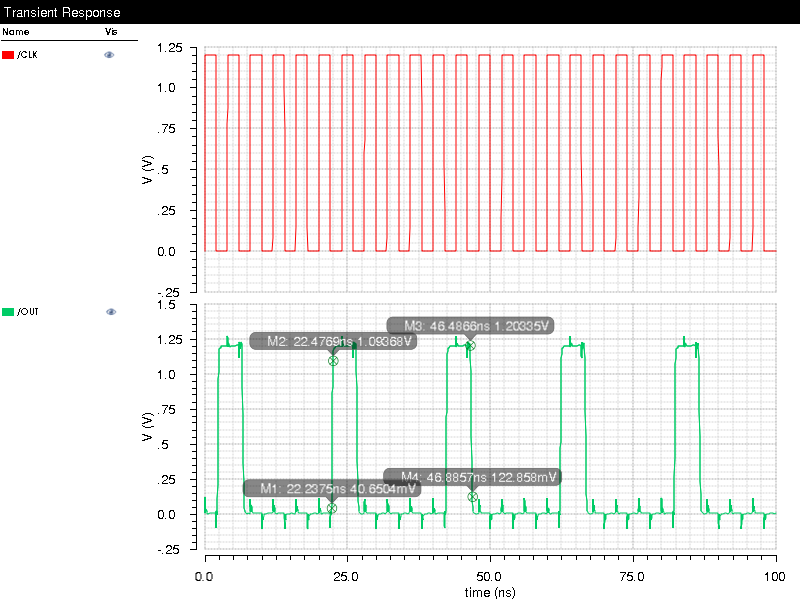 Transient Response
Name Vis
/CLK
1.25
1.0
.75
.5
.25
0.0
-.25
V (V)
/OUT
1.5
1.25
1.0
.75
.5
.25
0.0
-.25
V (V)
M3: 46.4866ns 1.20335V
M2: 22.4769ns 1.09368V
M4: 46.8857ns 122.858mV
M1: 22.2375ns 40.6504mV
0.0 25.0 50.0 75.0 100
time (ns)